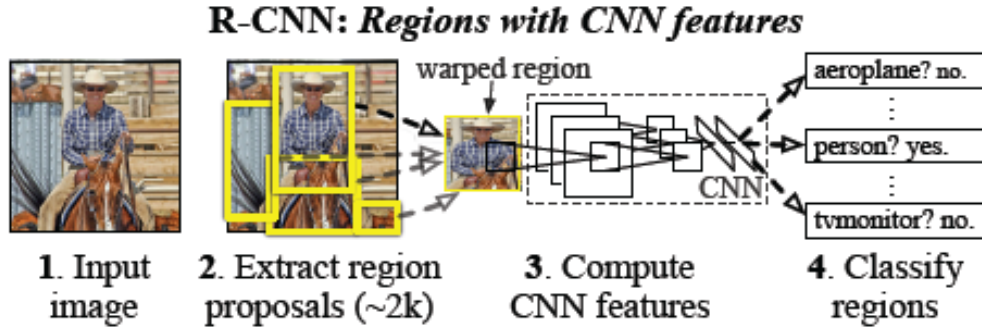 R-CNN: Regions with CNN features
warped region
aeroplane? no.
person? yes.
CNN
tvmonitor? no.
1. Input
image
2. Extract region
proposals (~2k)
3. Compute
CNN features
4. Classify
regions